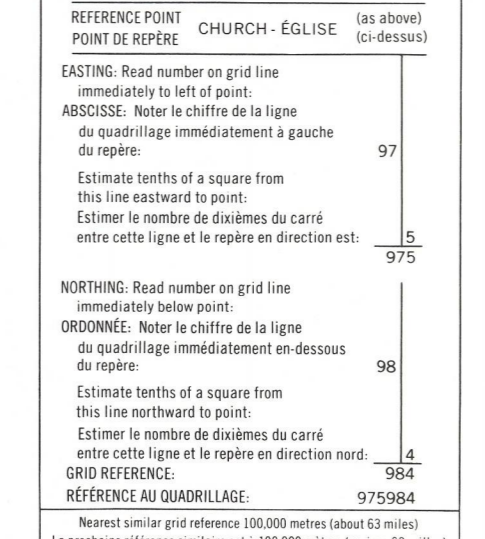 REFERENCE POINT
POINT DE REPÈRE
CHURCH - ÉGLISE
(as above)
(ci-dessus)
EASTING: Read number on grid line
immediately to left of point:
ABSCISSE: Noter le chiffre de la ligne
du quadrillage immédiatement à gauche
du repère: 97
Estimate tenths of a square from
this line eastward to point:
Estimer le nombre de dixièmes du carré
entre cette ligne et le repère en direction est: 5
975
NORTHING: Read number on grid line
immediately below point:
ORDONNÉE: Noter le chiffre de la ligne
du quadrillage immédiatement en-dessous
du repère: 98
Estimate tenths of a square from
this line northward to point:
Estimer le nombre de dixièmes du carré
entre cette ligne et le repère en direction nord: 4
GRID REFERENCE: 984
RÉFÉRENCE AU QUADRILLAGE: 975984
Nearest similar grid reference 100,000 metres (about 63 miles)